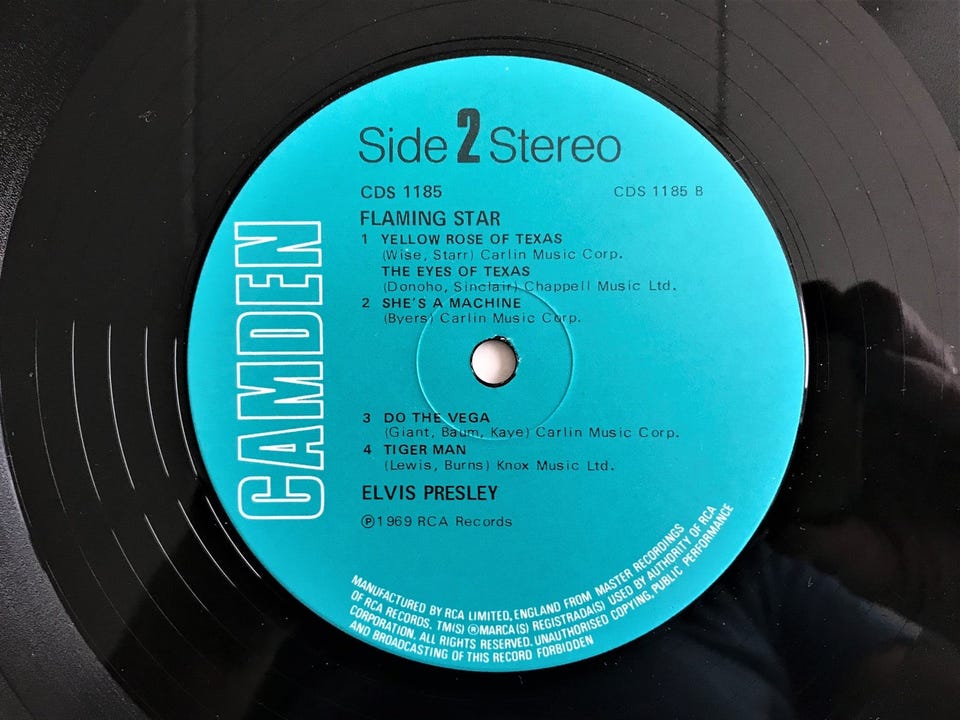 Side 2 Stereo
CDS 1185
CDS 1185 B
FLAMING STAR
1 YELLOW ROSE OF TEXAS
(Wise, Starr) Carlin Music Corp.
THE EYES OF TEXAS
(Donoho, Sinclair) Chappell Music Ltd.
2 SHE'S A MACHINE
(Byers) Carlin Music Corp.
3 DO THE VEGA
(Giant, Baum, Kaye) Carlin Music Corp.
4 TIGER MAN
(Lewis, Burns) Knox Music Ltd.
ELVIS PRESLEY
Ⓟ1969 RCA Records
CAMDEN
MANUFACTURED BY RCA LIMITED, ENGLAND FROM MASTER RECORDINGS
OF RCA RECORDS. TM(S) ® MARCA(S) REGISTRADA(S) USED BY AUTHORITY OF RCA
CORPORATION. ALL RIGHTS RESERVED. UNAUTHORISED COPYING, PUBLIC PERFORMANCE
AND BROADCASTING OF THIS RECORD FORBIDDEN